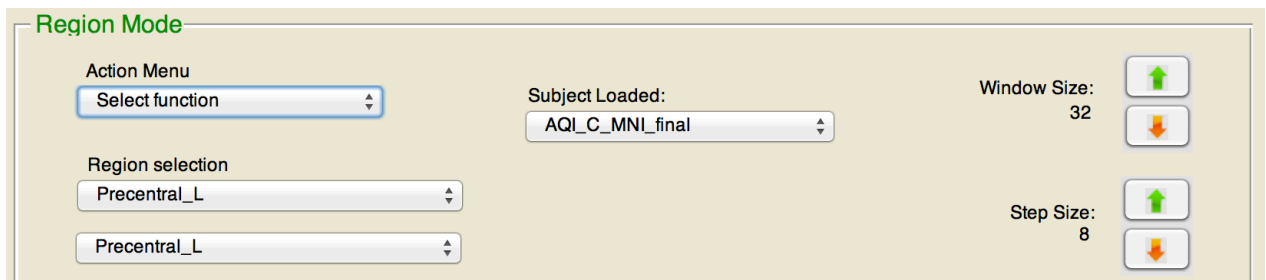 Region Mode
Action Menu
Select function
Subject Loaded:
AQI_C_MNI_final
Window Size:
32
Region selection
Precentral_L
Precentral_L
Step Size:
8